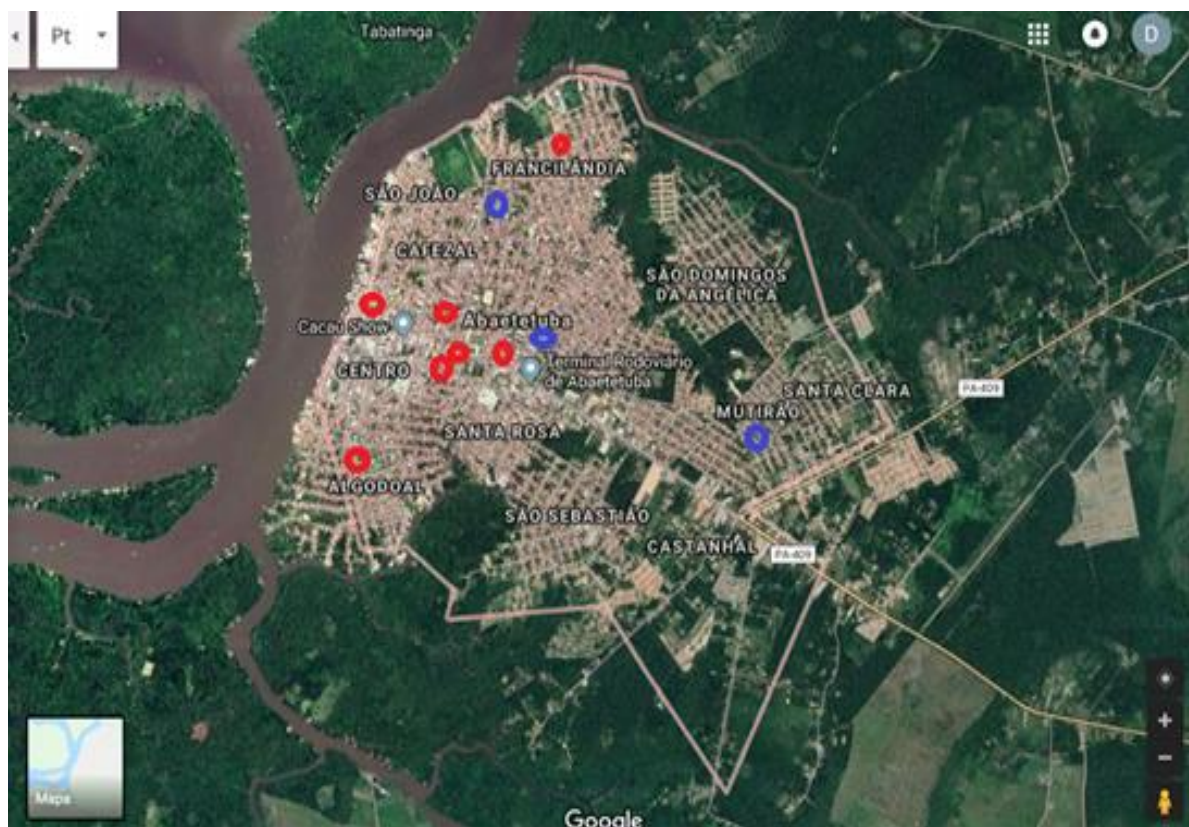 Pt
Tabatinga
D
FRANCILÂNDIA
SÃO JOÃO
CAFEZAL
SÃO DOMINGOS
DA ANGÉLICA
Cacau Show
Abaetetuba
CENTRO
Terminal Rodoviário
de Abaetetuba
PA-409
SANTA CLARA
MUTIRÃO
SANTA ROSA
ALGODOAL
SÃO SEBASTIÃO
CASTANHAL
PA-409
Mapa
Google